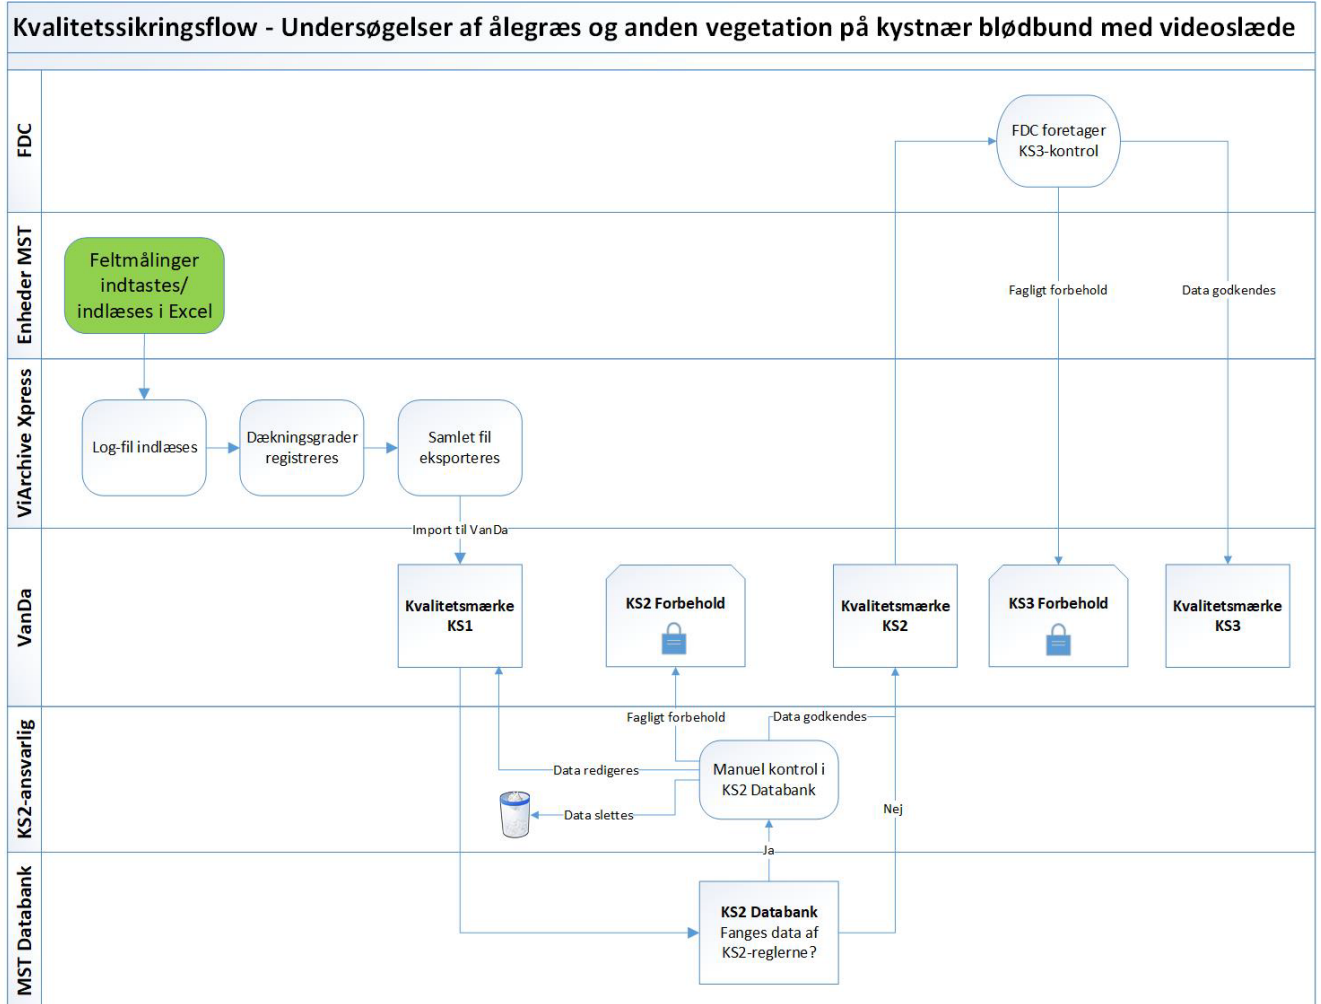 Kvalitetssikringsflow - Undersøgelser af ålegræs og anden vegetation på kystnær blødbund med videoslæde
FDC
FDC foretager
KS3-kontrol
Enheder MST
Feltmålinger
indtastes/
indlæses i Excel
Fagligt forbehold
Data godkendes
ViArchive Xpress
Log-fil indlæses
Dækningsgrader
registreres
Samlet fil
eksporteres
Import til VanDa
VanDa
Kvalitetsmærke
KS1
KS2 Forbehold
Kvalitetsmærke
KS2
KS3 Forbehold
Kvalitetsmærke
KS3
KS2-ansvarlig
Fagligt forbehold
Data godkendes
Data redigeres
Manuel kontrol i
KS2 Databank
Data slettes
Nej
Ja
MST Databank
KS2 Databank
Fanges data af
KS2-reglerne?